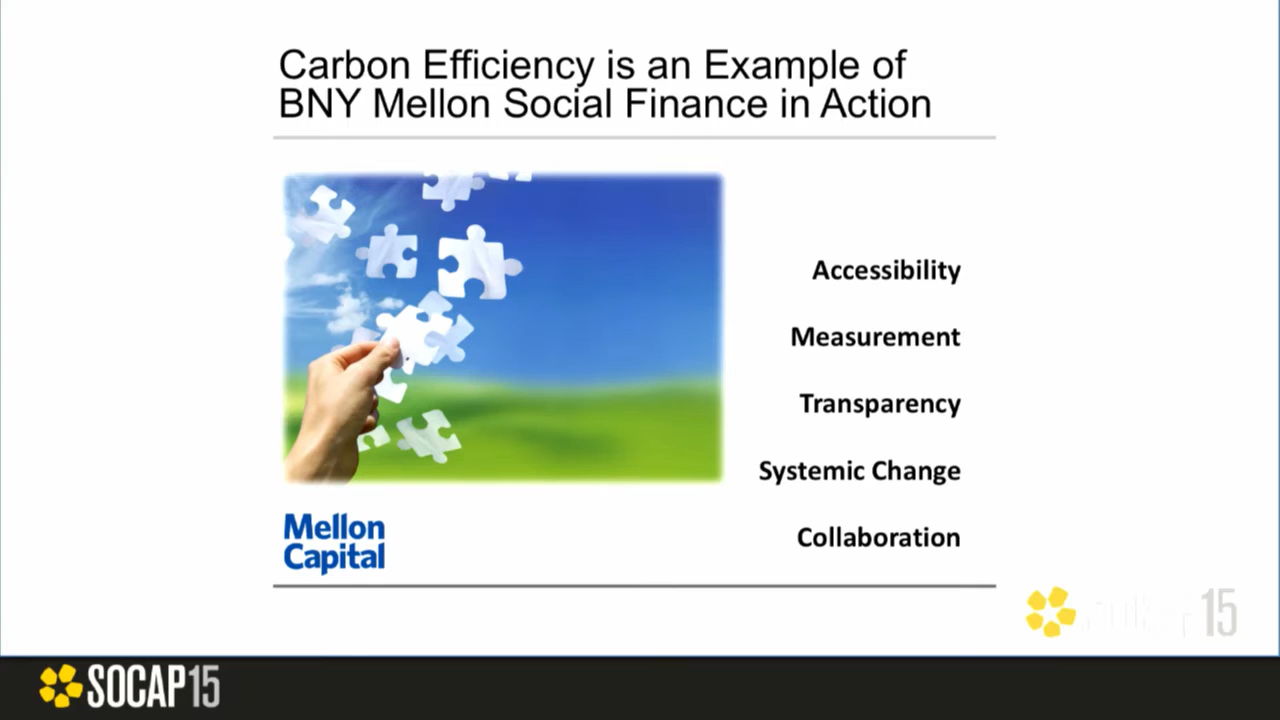 Carbon Efficiency is an Example of
BNY Mellon Social Finance in Action
Accessibility
Measurement
Transparency
Systemic Change
Collaboration
Mellon
Capital
15
SOCAP15